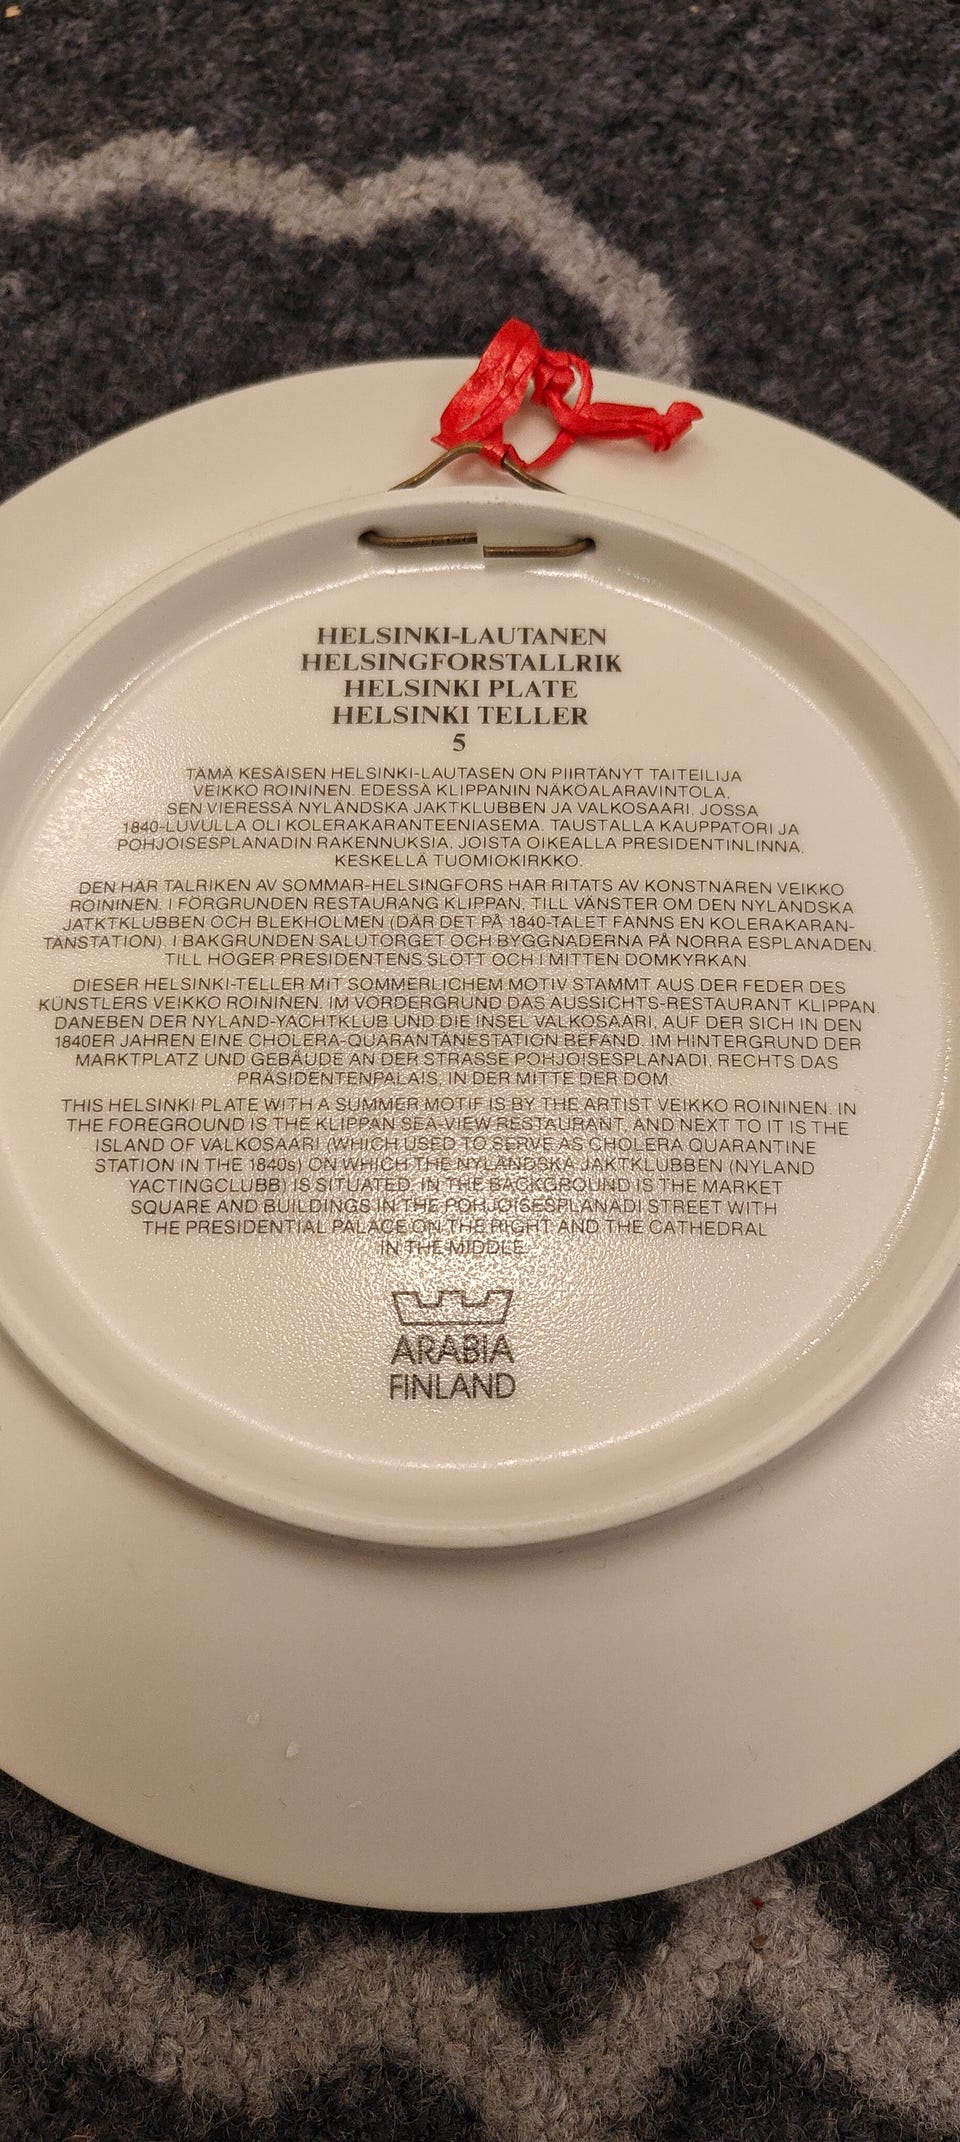 HELSINKI-LAUTANEN
HELSINGFORSTALLRIK
HELSINKI PLATE
HELSINKI TELLER
5
TÄMÄ KESÄISEN HELSINKI-LAUTASEN ON PIIRTÄNYT TAITEILIJA
VEIKKO ROININEN. EDESSÄ KLIPPANIN NÄKÖALARAVINTOLA,
SEN VIERESSÄ NYLÄNDSKA JAKTKLUBBEN JA VALKOSAARI, JOSSA
1840-LUVULLA OLI KOLERAKARANTEENIASEMA. TAUSTALLA KAUPPATORI JA
POHJOISESPLANADIN RAKENNUKSIA, JOISTA OIKEALLA PRESIDENTINLINNA,
KESKELLÄ TUOMIOKIRKKO.
DEN HÄR TALRIKEN AV SOMMAR-HELSINGFORS HAR RITATS AV KONSTNÄREN VEIKKO
ROININEN. I FÖRGRUNDEN RESTAURANG KLIPPAN, TILL VÄNSTER OM DEN NYLÄNDSKA
JATKTKLUBBEN OCH BLEKHOLMEN (DÄR DET PÅ 1840-TALET FANNS EN KOLERAKARAN-
TÄNSTATION). I BAKGRUNDEN SALUTORGET OCH BYGGNADERNA PÅ NORRA ESPLANADEN,
TILL HÖGER PRESIDENTENS SLOTT OCH I MITTEN DOMKYRKAN.
DIESER HELSINKI-TELLER MIT SOMMERLICHEM MOTIV STAMMT AUS DER FEDER DES
KÜNSTLERS VEIKKO ROININEN. IM VORDERGRUND DAS AUSSICHTS-RESTAURANT KLIPPAN,
DANEBEN DER NYLAND-YACHTKLUB UND DIE INSEL VALKOSAARI, AUF DER SICH IN DEN
1840ER JAHREN EINE CHOLERA-QUARANTÄNESTATION BEFAND. IM HINTERGRUND DER
MARKTPLATZ UND GEBÄUDE AN DER STRASSE POHJOISESPLANADI, RECHTS DAS
PRÄSIDENTENPALAIS, IN DER MITTE DER DOM.
THIS HELSINKI PLATE WITH A SUMMER MOTIF IS BY THE ARTIST VEIKKO ROININEN. IN
THE FOREGROUND IS THE KLIPPAN SEA-VIEW RESTAURANT, AND NEXT TO IT IS THE
ISLAND OF VALKOSAARI (WHICH USED TO SERVE AS CHOLERA QUARANTINE
STATION IN THE 1840s) ON WHICH THE NYLÄNDSKA JAKTKLUBBEN (NYLAND
YACTINGCLUBB) IS SITUATED. IN THE BACKGROUND IS THE MARKET
SQUARE AND BUILDINGS IN THE POHJOISESPLANADI STREET WITH
THE PRESIDENTIAL PALACE ON THE RIGHT AND THE CATHEDRAL
IN THE MIDDLE.
ARABIA
FINLAND